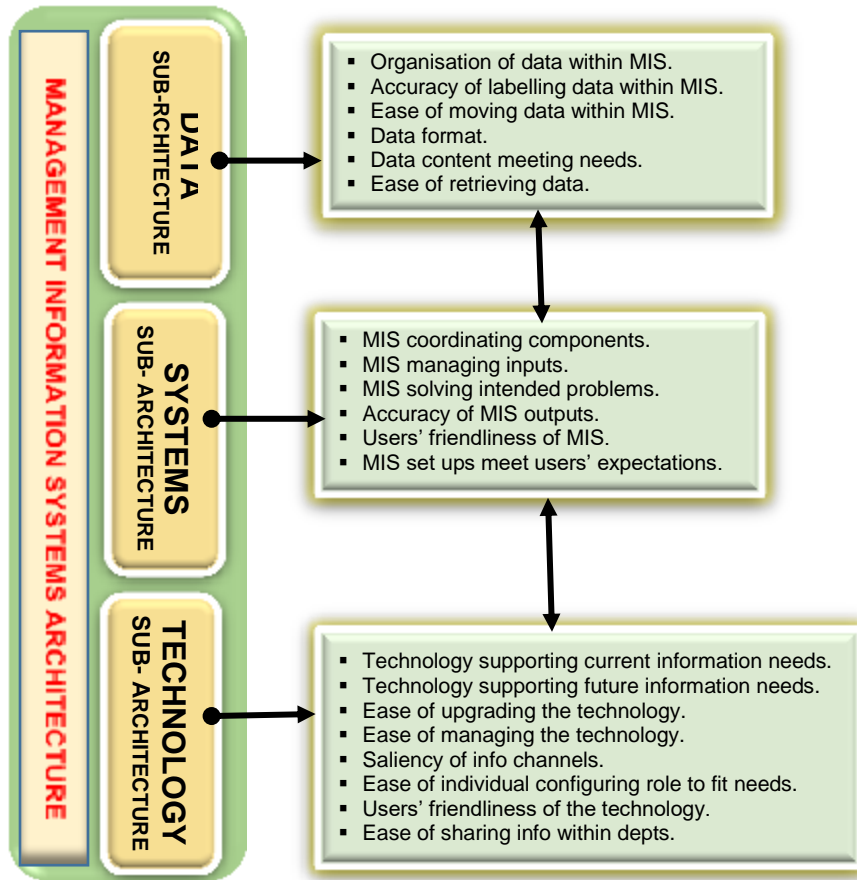 MANAGEMENT INFORMATION SYSTEMS ARCHITECTURE
DATA
SUB-RCHITECTURE
▪ Organisation of data within MIS.
▪ Accuracy of labelling data within MIS.
▪ Ease of moving data within MIS.
▪ Data format.
▪ Data content meeting needs.
▪ Ease of retrieving data.
SYSTEMS
SUB- ARCHITECTURE
▪ MIS coordinating components.
▪ MIS managing inputs.
▪ MIS solving intended problems.
▪ Accuracy of MIS outputs.
▪ Users’ friendliness of MIS.
▪ MIS set ups meet users’ expectations.
TECHNOLOGY
SUB- ARCHITECTURE
▪ Technology supporting current information needs.
▪ Technology supporting future information needs.
▪ Ease of upgrading the technology.
▪ Ease of managing the technology.
▪ Saliency of info channels.
▪ Ease of individual configuring role to fit needs.
▪ Users’ friendliness of the technology.
▪ Ease of sharing info within depts.